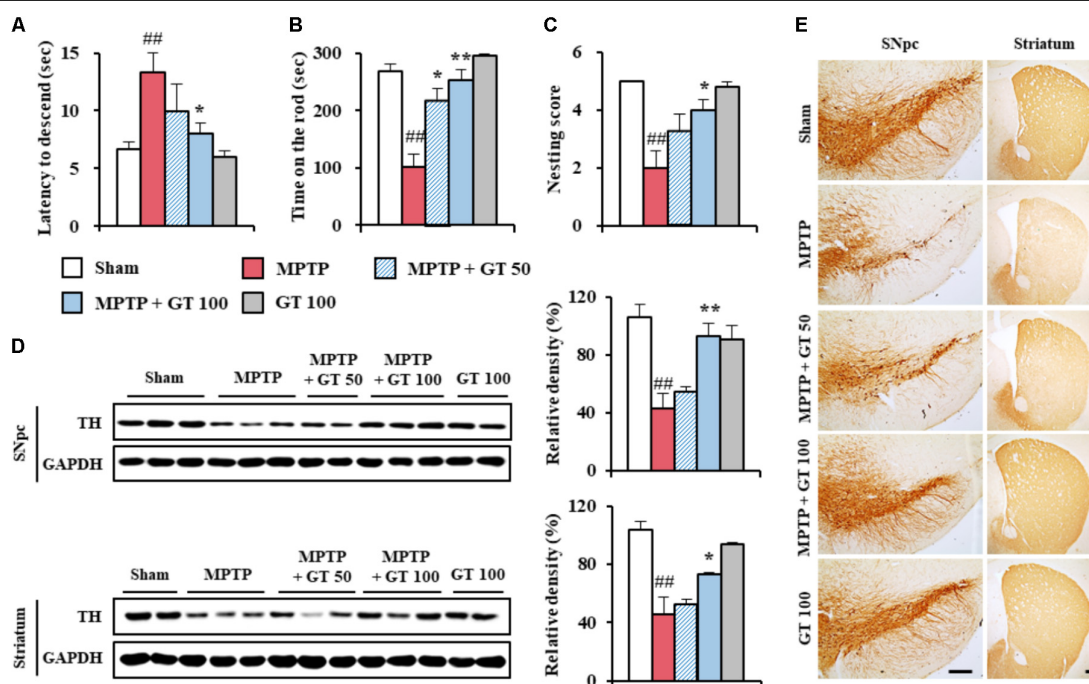 A
Latency to descend (sec)
15
10
5
0
##
*
B
Time on the rod (sec)
300
200
100
0
##
*
**
C
Nesting score
6
4
2
0
##
*
Sham
MPTP
MPTP + GT 50
MPTP + GT 100
GT 100
D
SNpc
Sham
MPTP
MPTP
+ GT 50
MPTP
+ GT 100
GT 100
TH
GAPDH
Relative density (%)
120
80
40
0
##
**
Striatum
Sham
MPTP
MPTP
+ GT 50
MPTP
+ GT 100
GT 100
TH
GAPDH
Relative density (%)
120
80
40
0
##
*
E
SNpc
Striatum
Sham
MPTP
MPTP + GT 50
MPTP + GT 100
GT 100